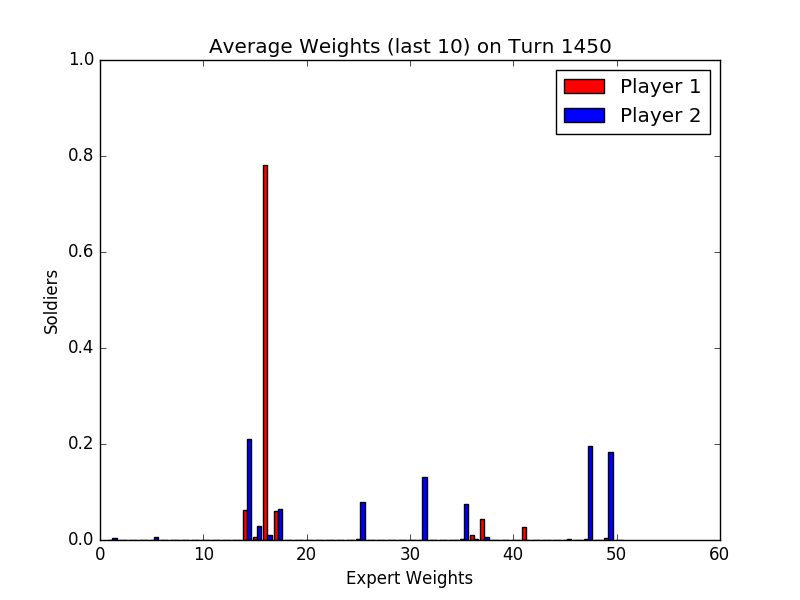 Average Weights (last 10) on Turn 1450
1.0
Player 1
Player 2
0.8
0.6
Soldiers
0.4
0.2
0.0
0 10 20 30 40 50 60
Expert Weights